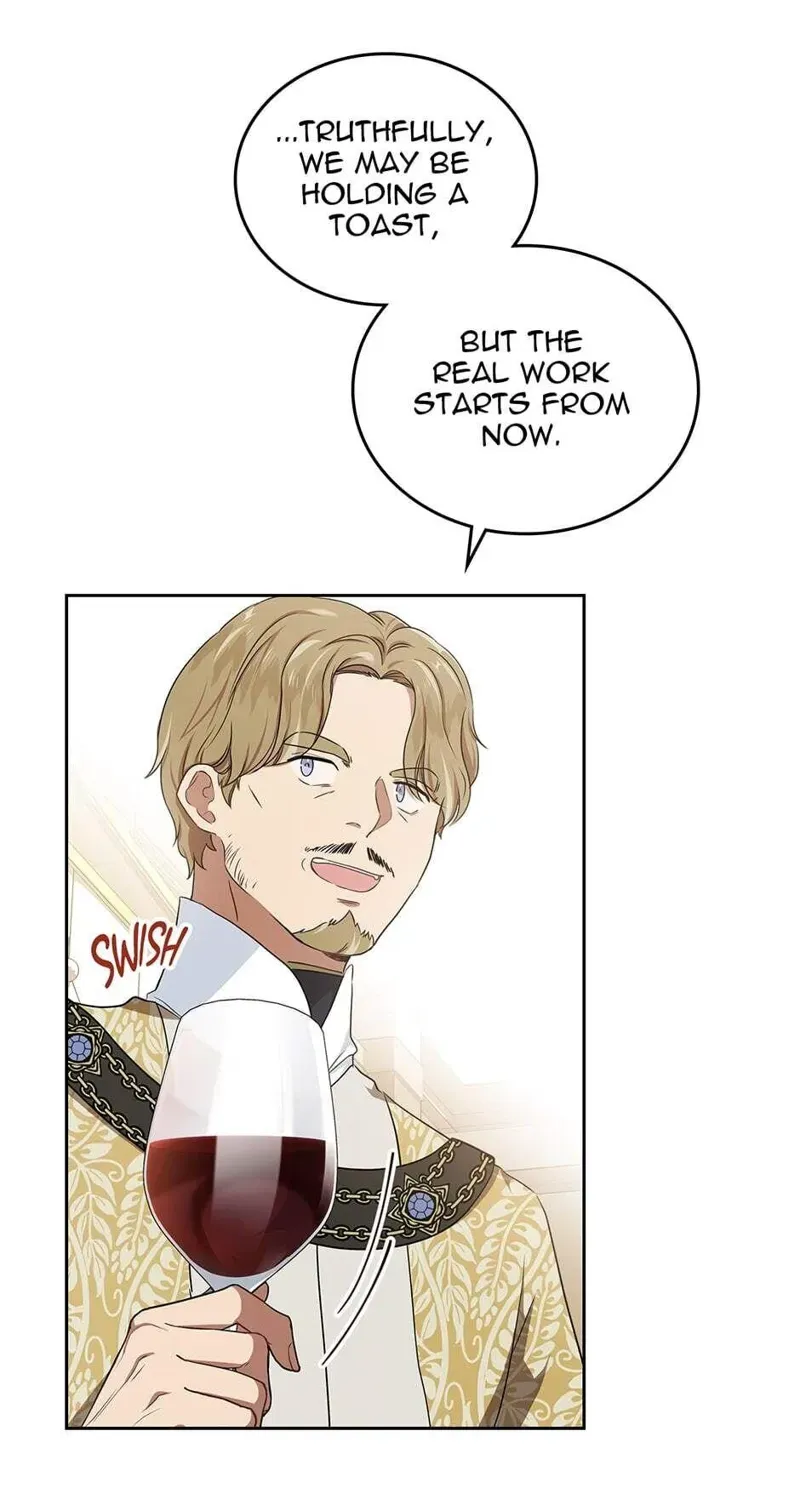 ...TRUTHFULLY,
WE MAY BE
HOLDING A
TOAST,
BUT THE
REAL WORK
STARTS FROM
NOW.
SWISH